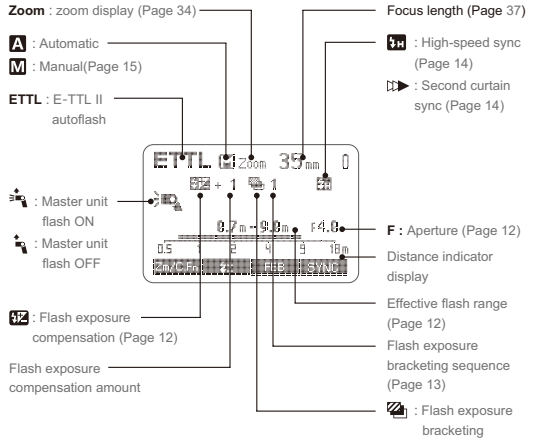 Zoom : zoom display (Page 34)
A : Automatic
M : Manual(Page 15)
ETTL : E-TTL II
autoflash
Focus length (Page 37)
H : High-speed sync
(Page 14)
: Second curtain
sync (Page 14)
ETTL Zoom 35mm
+ 1 1
0.7m - 9.0m F4.0
0.5 1 2 4 9 18m
Zm/C.Fn FEB SYNC
: Master unit
flash ON
: Master unit
flash OFF
F : Aperture (Page 12)
Distance indicator
display
Effective flash range
(Page 12)
Flash exposure
bracketing sequence
(Page 13)
: Flash exposure
bracketing
: Flash exposure
compensation (Page 12)
Flash exposure
compensation amount